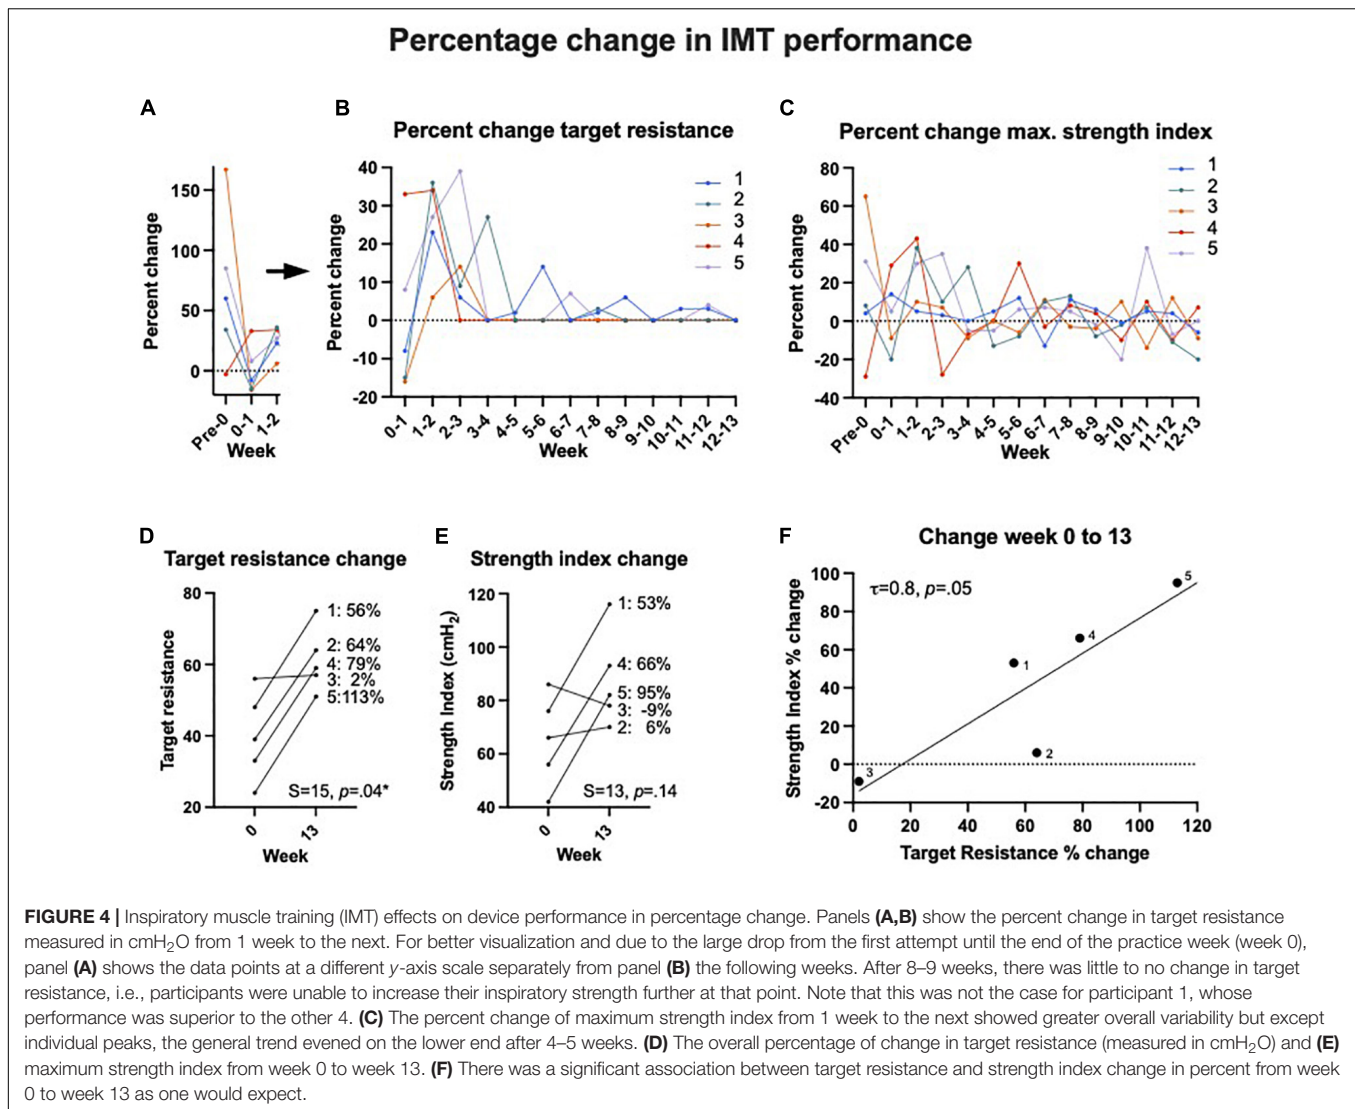 Percentage change in IMT performance
A
Percent change
150
100
50
0
Pre-0
0-1
1-2
Week
B
Percent change target resistance
Percent change
40
30
20
10
0
-10
-20
0-1
1-2
2-3
3-4
4-5
5-6
6-7
7-8
8-9
9-10
10-11
11-12
12-13
Week
1
2
3
4
5
C
Percent change max. strength index
Percent change
80
60
40
20
0
-20
-40
Pre-0
0-1
1-2
2-3
3-4
4-5
5-6
6-7
7-8
8-9
9-10
10-11
11-12
12-13
Week
1
2
3
4
5
D
Target resistance change
Target resistance
80
60
40
20
1: 56%
2: 64%
4: 79%
3: 2%
5:113%
S=15, p=.04*
0
13
Week
E
Strength index change
Strength Index (cmH2)
120
100
80
60
40
1: 53%
4: 66%
5: 95%
3: -9%
2: 6%
S=13, p=.14
0
13
Week
F
Change week 0 to 13
Strength Index % change
100
80
60
40
20
0
-20
τ=0.8, p=.05
5
4
1
2
3
0
20
40
60
80
100
120
Target Resistance % change
FIGURE 4 | Inspiratory muscle training (IMT) effects on device performance in percentage change. Panels (A,B) show the percent change in target resistance
measured in cmH2O from 1 week to the next. For better visualization and due to the large drop from the first attempt until the end of the practice week (week 0),
panel (A) shows the data points at a different y-axis scale separately from panel (B) the following weeks. After 8–9 weeks, there was little to no change in target
resistance, i.e., participants were unable to increase their inspiratory strength further at that point. Note that this was not the case for participant 1, whose
performance was superior to the other 4. (C) The percent change of maximum strength index from 1 week to the next showed greater overall variability but except
individual peaks, the general trend evened on the lower end after 4–5 weeks. (D) The overall percentage of change in target resistance (measured in cmH2O) and (E)
maximum strength index from week 0 to week 13. (F) There was a significant association between target resistance and strength index change in percent from week
0 to week 13 as one would expect.